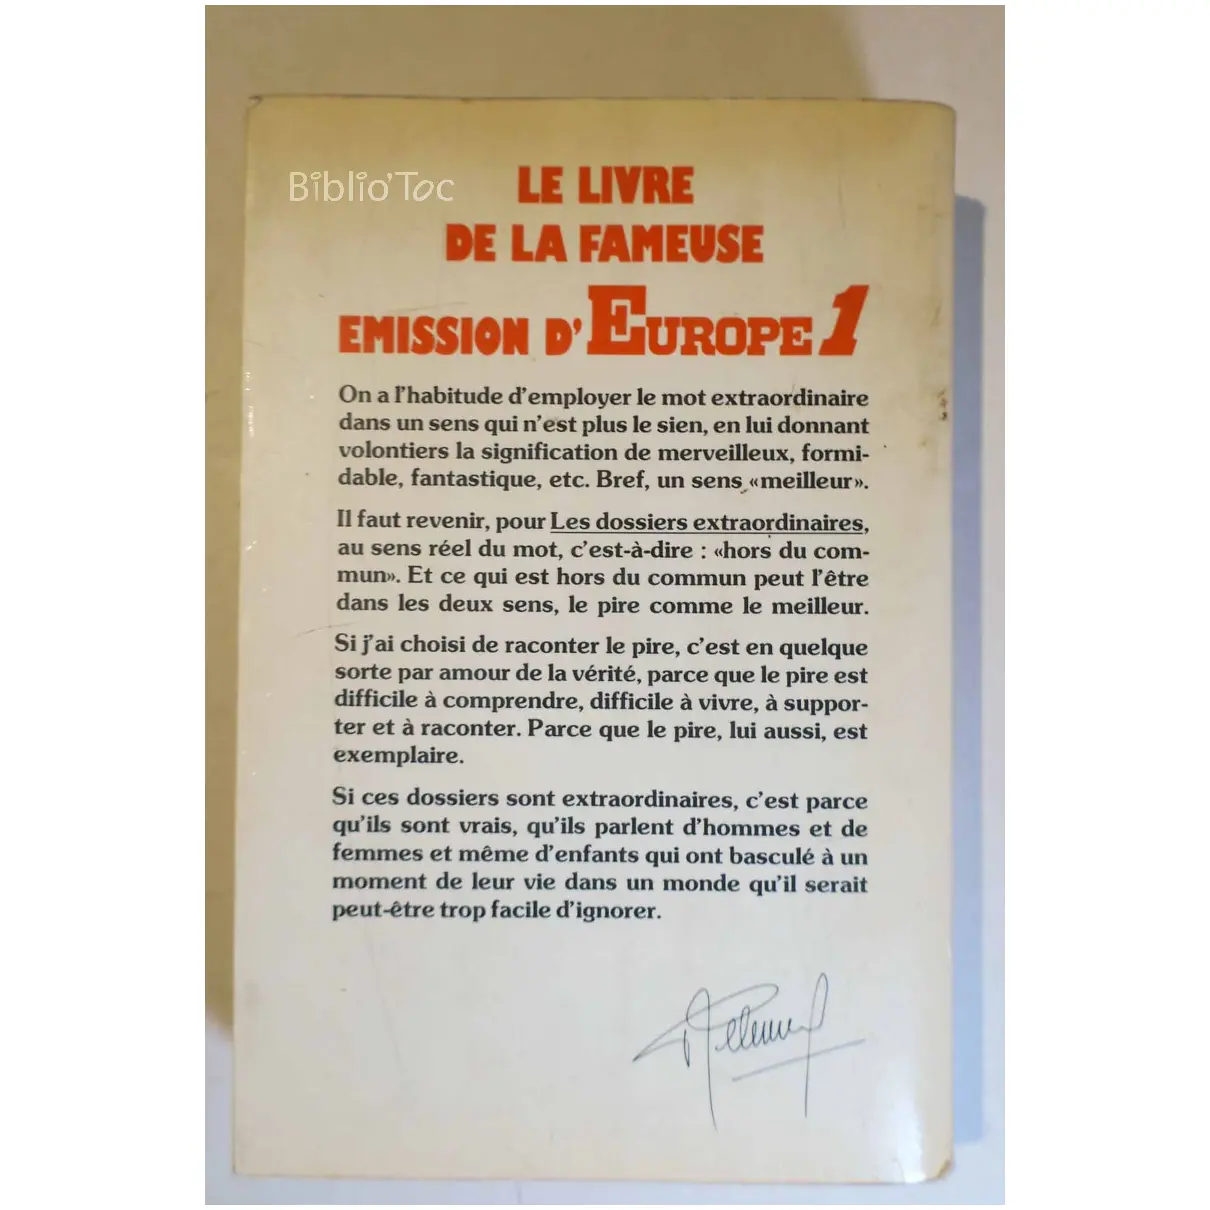 Biblio'Toc
LE LIVRE
DE LA FAMEUSE
EMISSION D'EUROPE 1
On a l'habitude d'employer le mot extraordinaire
dans un sens qui n'est plus le sien, en lui donnant
volontiers la signification de merveilleux, formi-
dable, fantastique, etc. Bref, un sens «meilleur».
Il faut revenir, pour Les dossiers extraordinaires,
au sens réel du mot, c'est-à-dire : «hors du com-
mun». Et ce qui est hors du commun peut l'être
dans les deux sens, le pire comme le meilleur.
Si j'ai choisi de raconter le pire, c'est en quelque
sorte par amour de la vérité, parce que le pire est
difficile à comprendre, difficile à vivre, à suppor-
ter et à raconter. Parce que le pire, lui aussi, est
exemplaire.
Si ces dossiers sont extraordinaires, c'est parce
qu'ils sont vrais, qu'ils parlent d'hommes et de
femmes et même d'enfants qui ont basculé à un
moment de leur vie dans un monde qu'il serait
peut-être trop facile d'ignorer.